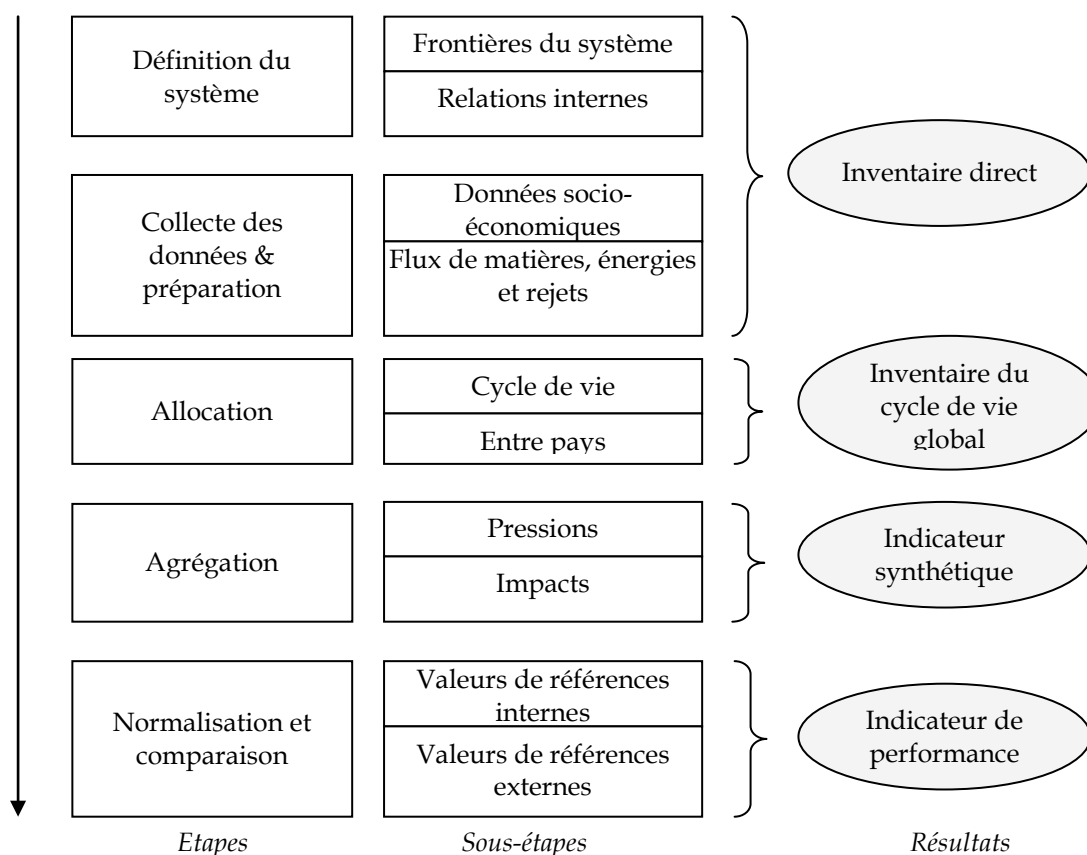 Définition du
système
Frontières du système
Relations internes
Inventaire direct
Collecte des
données &
préparation
Données socio-
économiques
Flux de matières, énergies
et rejets
Allocation
Cycle de vie
Entre pays
Inventaire du
cycle de vie
global
Agrégation
Pressions
Impacts
Indicateur
synthétique
Normalisation et
comparaison
Valeurs de références
internes
Valeurs de références
externes
Indicateur de
performance
Etapes
Sous-étapes
Résultats